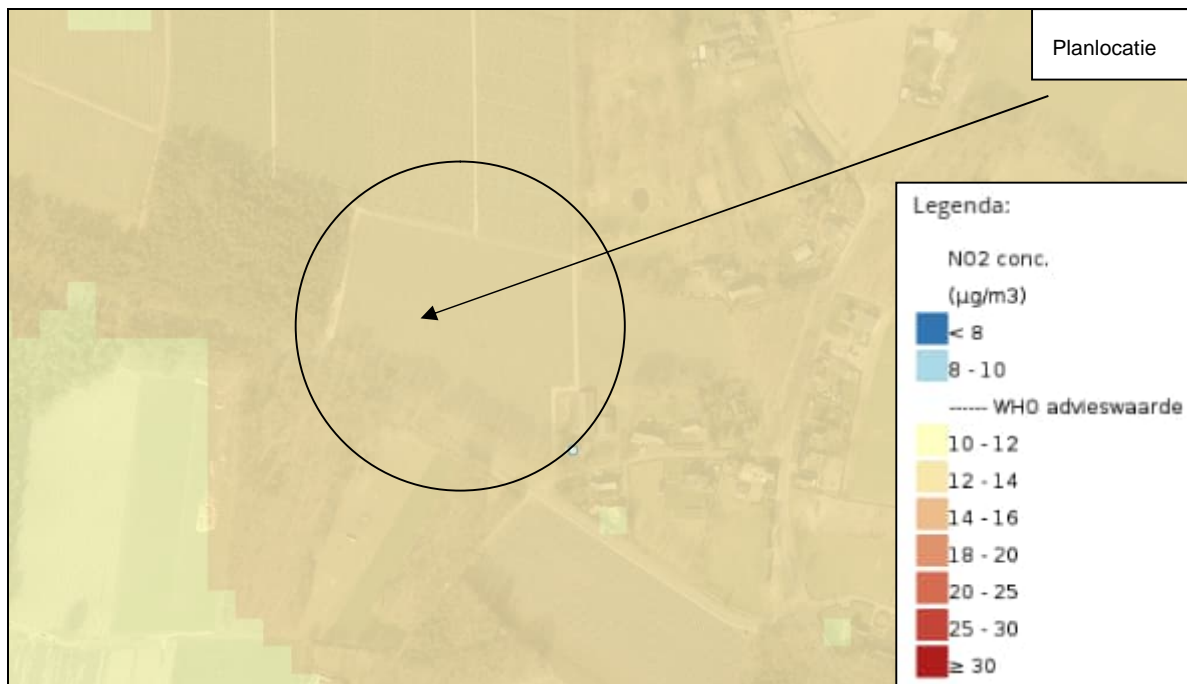 Planlocatie
Legenda:
NO2 conc.
(µg/m3)
< 8
8 - 10
------ WHO advieswaarde
10 - 12
12 - 14
14 - 16
18 - 20
20 - 25
25 - 30
≥ 30